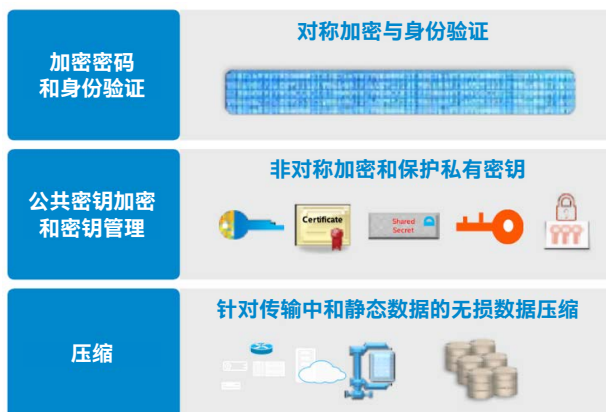 加密密码
和身份验证
对称加密与身份验证
公共密钥加密
和密钥管理
非对称加密和保护私有密钥
Certificate
Shared
Secret
压缩
针对传输中和静态数据的无损数据压缩